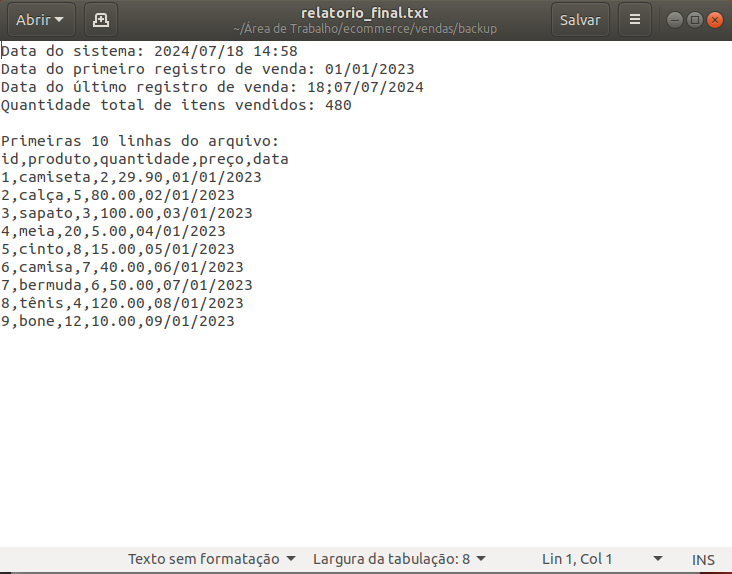 Abrir
relatorio_final.txt
~/Área de Trabalho/ecommerce/vendas/backup
Salvar
Data do sistema: 2024/07/18 14:58
Data do primeiro registro de venda: 01/01/2023
Data do último registro de venda: 18;07/07/2024
Quantidade total de itens vendidos: 480
Primeiras 10 linhas do arquivo:
id,produto,quantidade,preço,data
1,camiseta,2,29.90,01/01/2023
2,calça,5,80.00,02/01/2023
3,sapato,3,100.00,03/01/2023
4,meia,20,5.00,04/01/2023
5,cinto,8,15.00,05/01/2023
6,camisa,7,40.00,06/01/2023
7,bermuda,6,50.00,07/01/2023
8,tênis,4,120.00,08/01/2023
9,bone,12,10.00,09/01/2023
Texto sem formatação Largura da tabulação: 8 Lin 1, Col 1 INS